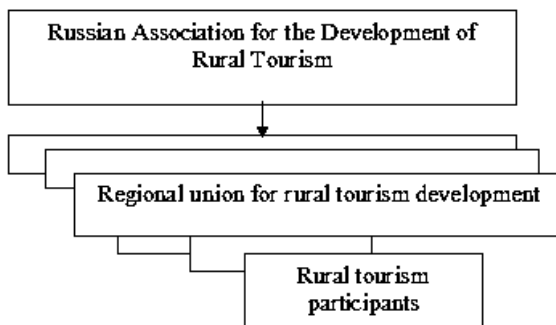 Russian Association for the Development of
Rural Tourism
Regional union for rural tourism development
Rural tourism
participants